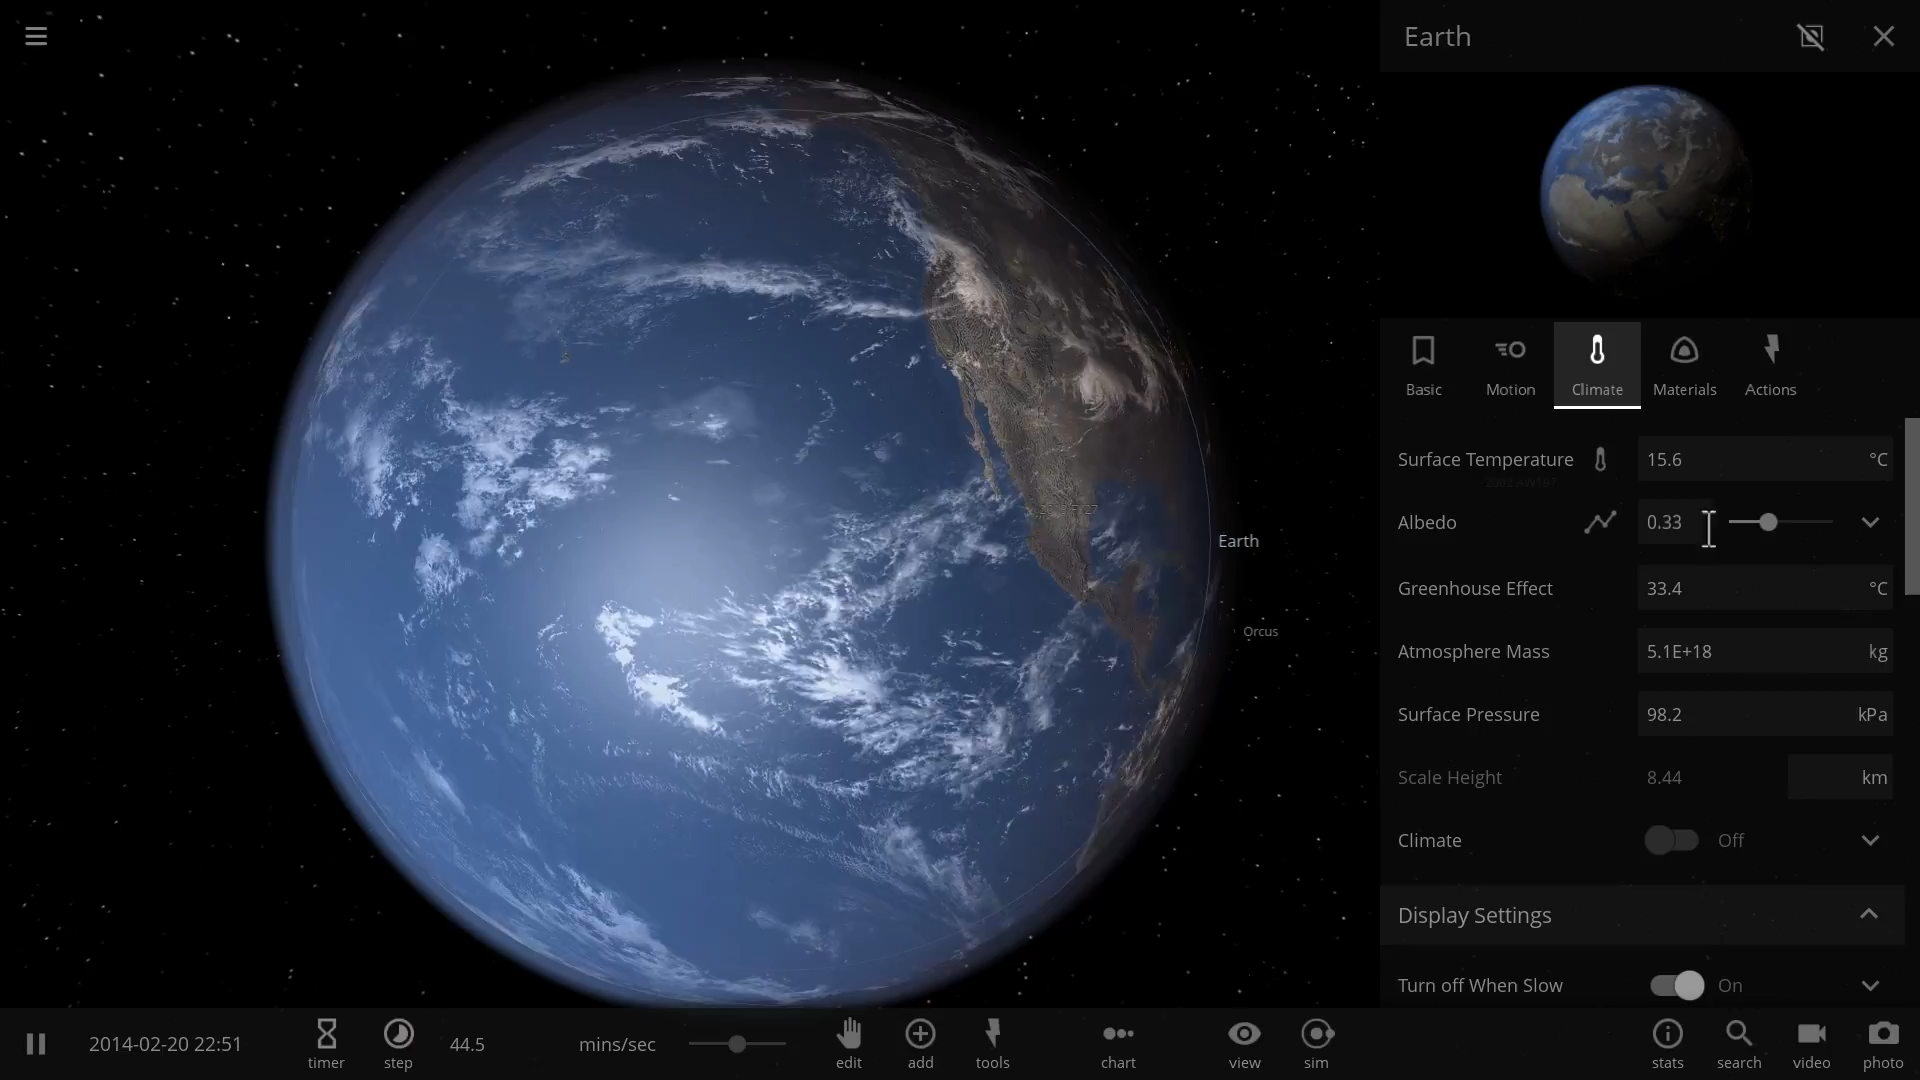 Earth
Basic
Motion
Climate
Materials
Actions
Surface Temperature 15.6 °C
Albedo 0.33
Greenhouse Effect 33.4 °C
Atmosphere Mass 5.1E+18 kg
Surface Pressure 98.2 kPa
Scale Height 8.44 km
Climate Off
Display Settings
Turn off When Slow On
Earth
Orcus
2014-02-20 22:51
timer
step
44.5 mins/sec
edit
add
tools
chart
view
sim
stats
search
video
photo